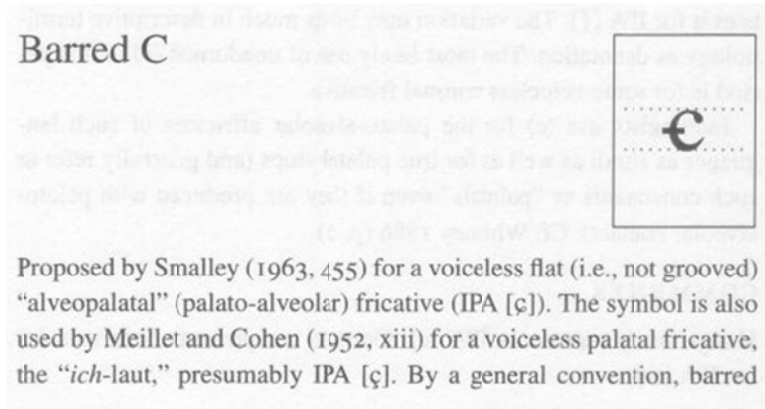 Barred C
ꞓ
Proposed by Smalley (1963, 455) for a voiceless flat (i.e., not grooved)
“alveopalatal” (palato-alveolar) fricative (IPA [ç]). The symbol is also
used by Meillet and Cohen (1952, xiii) for a voiceless palatal fricative,
the “ich-laut,” presumably IPA [ç]. By a general convention, barred